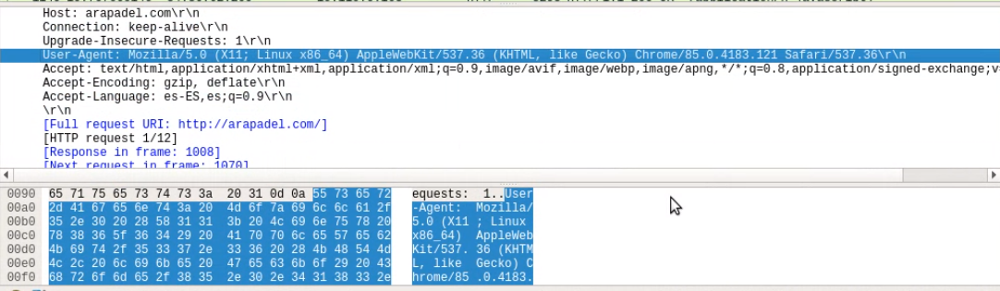 Host: arapadel.com\r\n
Connection: keep-alive\r\n
Upgrade-Insecure-Requests: 1\r\n
User-Agent: Mozilla/5.0 (X11; Linux x86_64) AppleWebKit/537.36 (KHTML, like Gecko) Chrome/85.0.4183.121 Safari/537.36\r\n
Accept: text/html,application/xhtml+xml,application/xml;q=0.9,image/avif,image/webp,image/apng,*/*;q=0.8,application/signed-exchange;v=
Accept-Encoding: gzip, deflate\r\n
Accept-Language: es-ES,es;q=0.9\r\n
\r\n
[Full request URI: http://arapadel.com/]
[HTTP request 1/12]
[Response in frame: 1008]
[Next request in frame: 1070]
0090 65 71 75 65 73 74 73 3a 20 31 0d 0a 55 73 65 72 equests: 1..User
00a0 2d 41 67 65 6e 74 3a 20 4d 6f 7a 69 6c 6c 61 2f -Agent: Mozilla/
00b0 35 2e 30 20 28 58 31 31 3b 20 4c 69 6e 75 78 20 5.0 (X11 ; Linux
00c0 78 38 36 5f 36 34 29 20 41 70 70 6c 65 57 65 62 x86_64) AppleWeb
00d0 4b 69 74 2f 35 33 37 2e 33 36 20 28 4b 48 54 4d Kit/537. 36 (KHTM
00e0 4c 2c 20 6c 69 6b 65 20 47 65 63 6b 6f 29 20 43 L, like Gecko) C
00f0 68 72 6f 6d 65 2f 38 35 2e 30 2e 34 31 38 33 2e hrome/85 .0.4183.